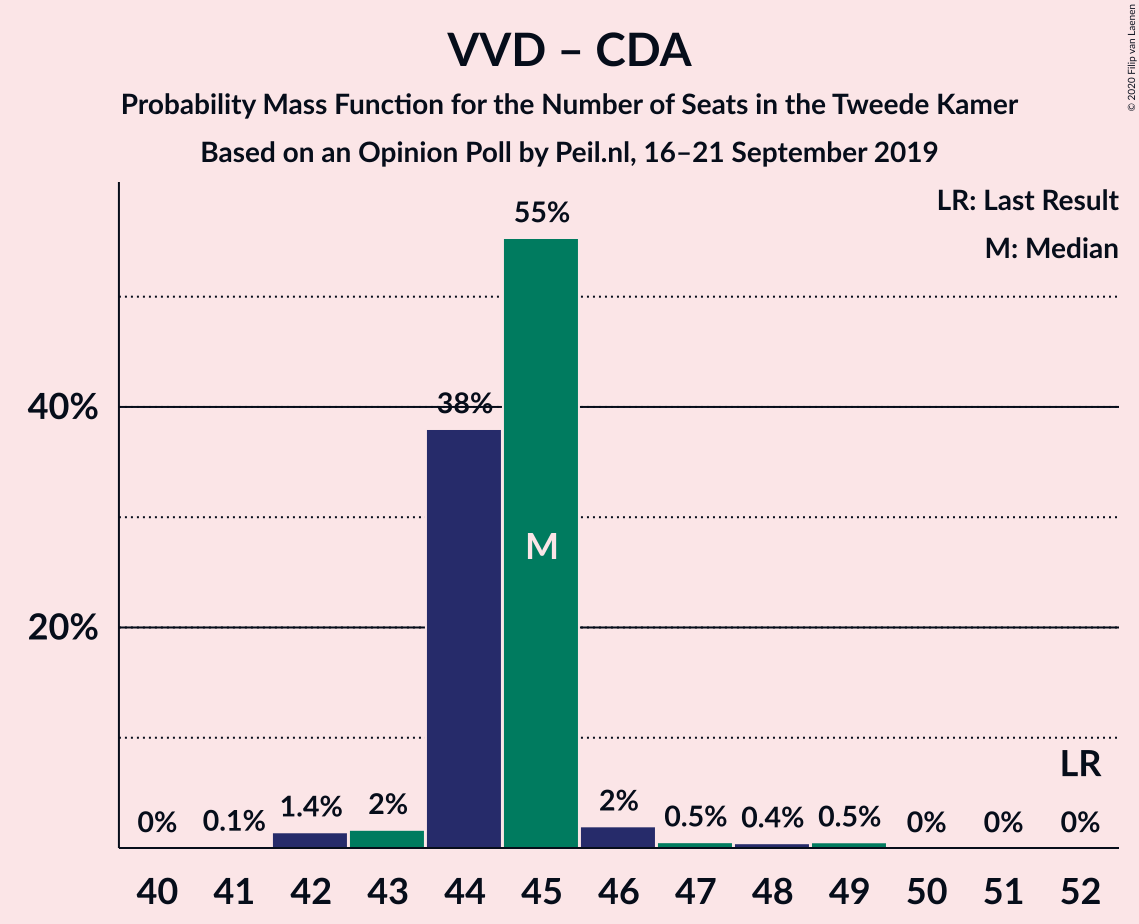 VVD – CDA
Probability Mass Function for the Number of Seats in the Tweede Kamer
Based on an Opinion Poll by Peil.nl, 16–21 September 2019
© 2020 Filip van Laenen
LR: Last Result
M: Median
55%
40%
38%
M
20%
LR
0%
0.1%
1.4%
2%
2%
0.5%
0.4%
0.5%
0%
0%
0%
40 41 42 43 44 45 46 47 48 49 50 51 52